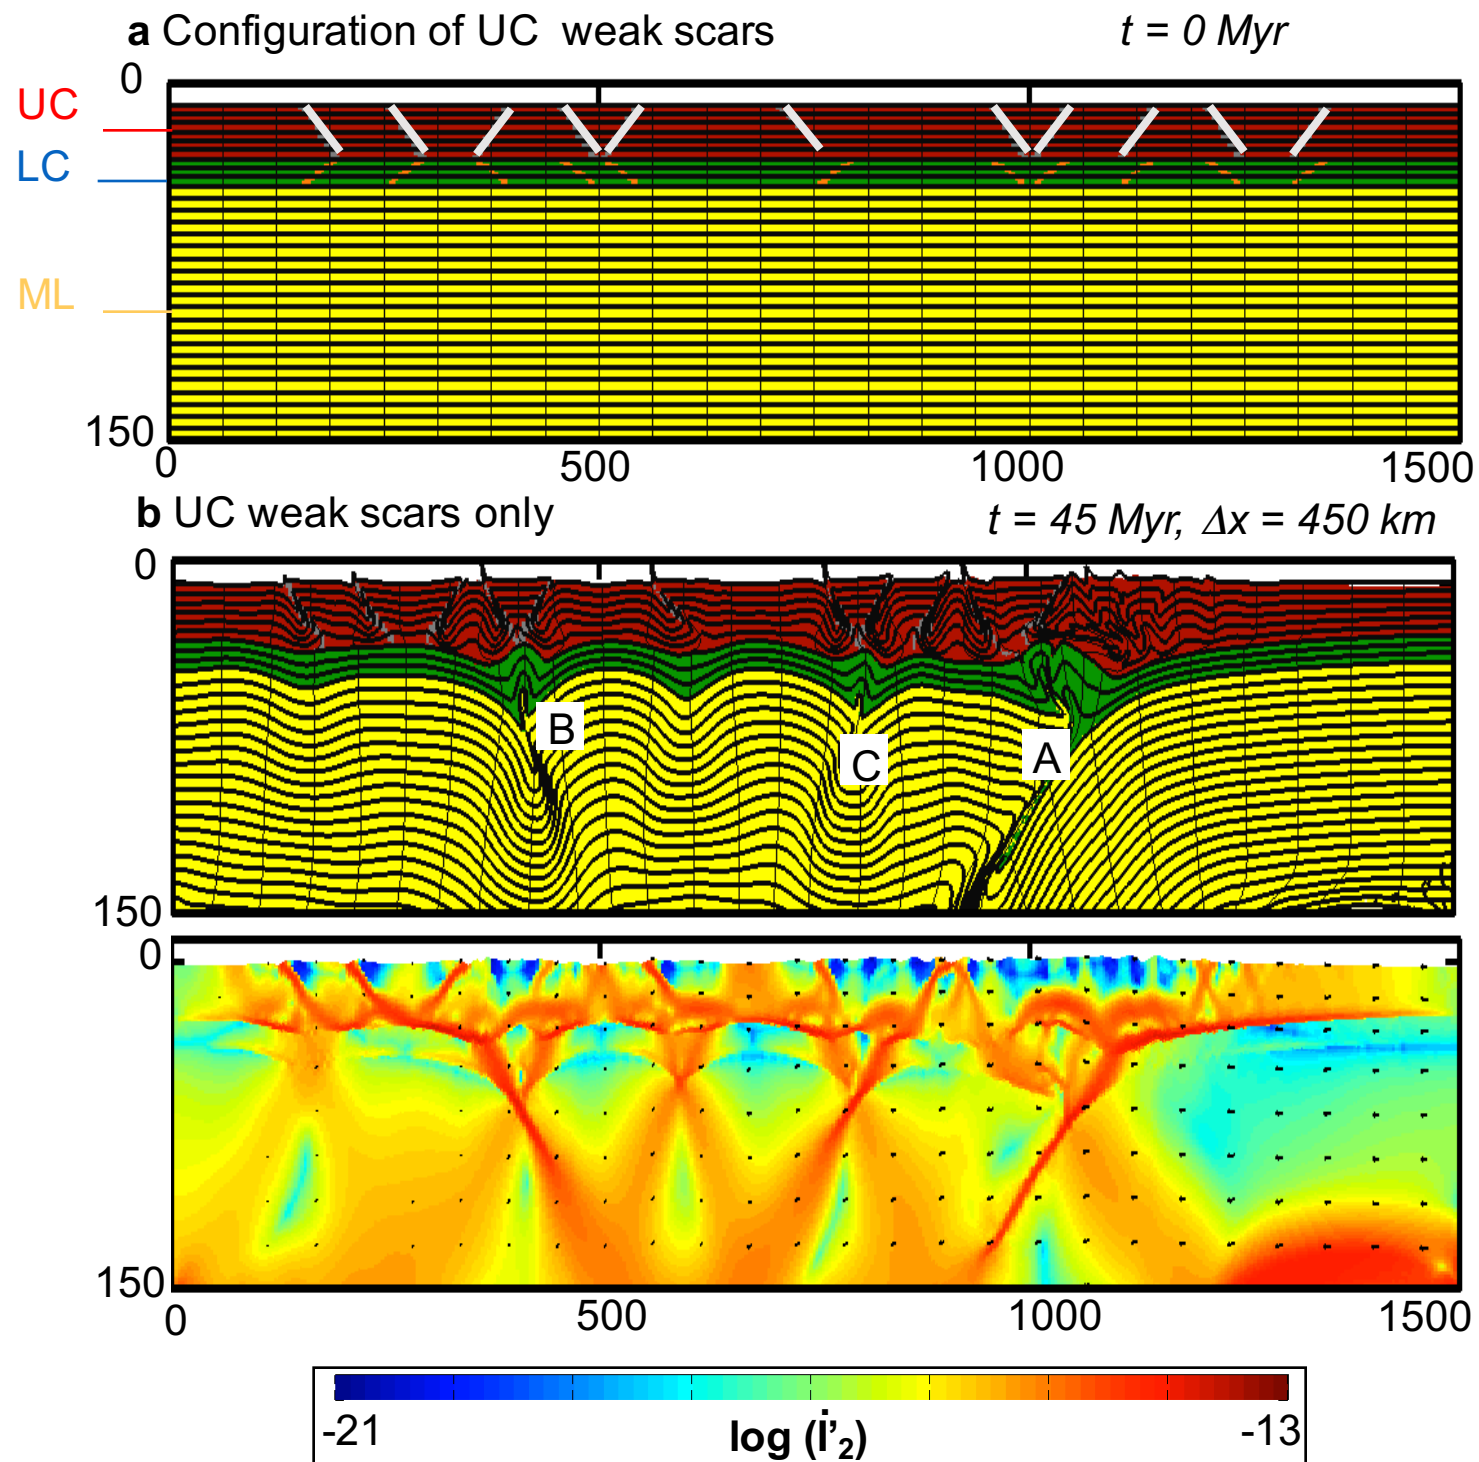 a Configuration of UC weak scars t = 0 Myr
0
UC
LC
ML
150
0 500 1000 1500
b UC weak scars only t = 45 Myr, Δx = 450 km
0
B C A
150
0
150
0 500 1000 1500
-21 log (İ'₂) -13